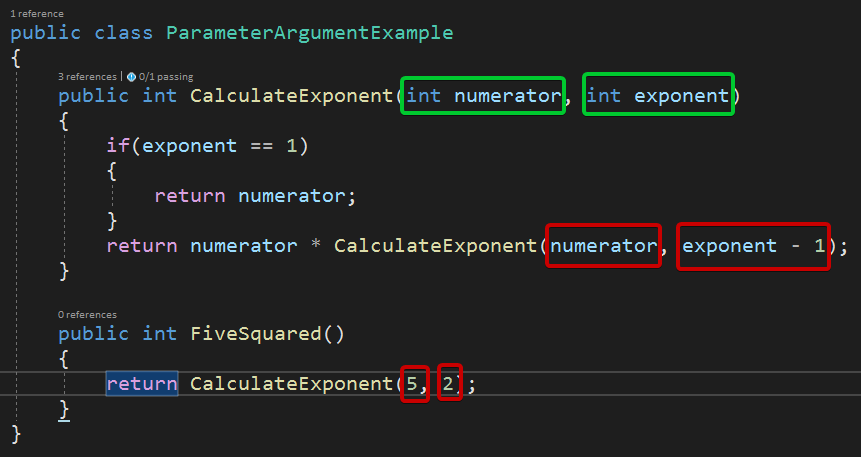 1 reference
public class ParameterArgumentExample
{
3 references | 0/1 passing
public int CalculateExponent(int numerator, int exponent)
{
if(exponent == 1)
{
return numerator;
}
return numerator * CalculateExponent(numerator, exponent - 1);
}
0 references
public int FiveSquared()
{
return CalculateExponent(5, 2);
}
}